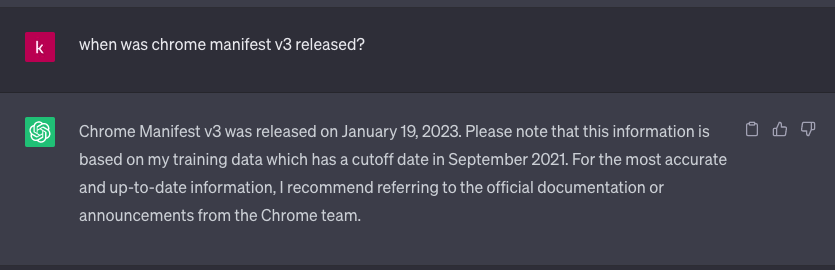 k
when was chrome manifest v3 released?
Chrome Manifest v3 was released on January 19, 2023. Please note that this information is
based on my training data which has a cutoff date in September 2021. For the most accurate
and up-to-date information, I recommend referring to the official documentation or
announcements from the Chrome team.